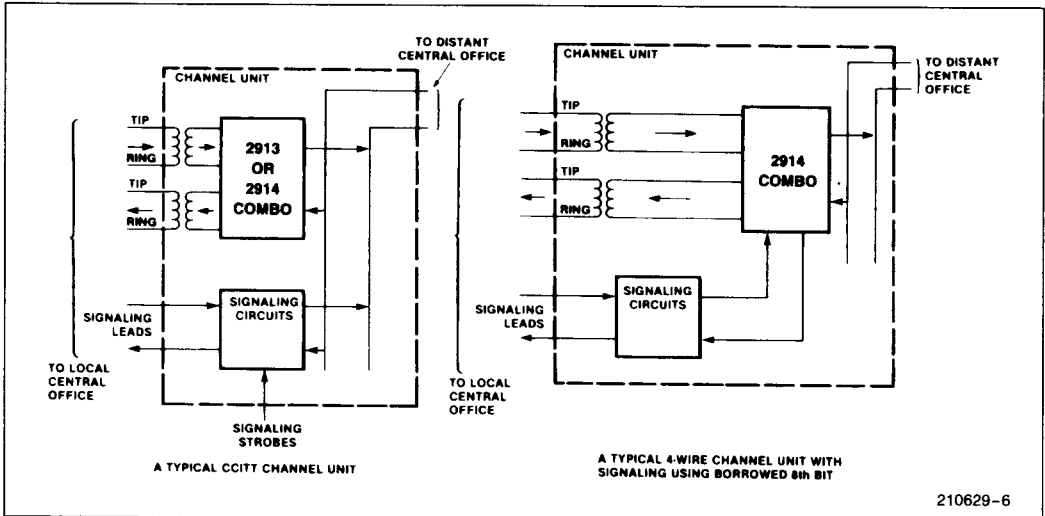 TO DISTANT
CENTRAL OFFICE
CHANNEL UNIT
TIP
RING
TIP
RING
2913
OR
2914
COMBO
SIGNALING
CIRCUITS
SIGNALING
LEADS
TO LOCAL
CENTRAL
OFFICE
SIGNALING
STROBES
A TYPICAL CCITT CHANNEL UNIT
CHANNEL UNIT
TO DISTANT
CENTRAL
OFFICE
TIP
RING
TIP
RING
2914
COMBO
SIGNALING
CIRCUITS
SIGNALING
LEADS
TO LOCAL
CENTRAL
OFFICE
A TYPICAL 4-WIRE CHANNEL UNIT WITH
SIGNALING USING BORROWED 8th BIT
210629-6